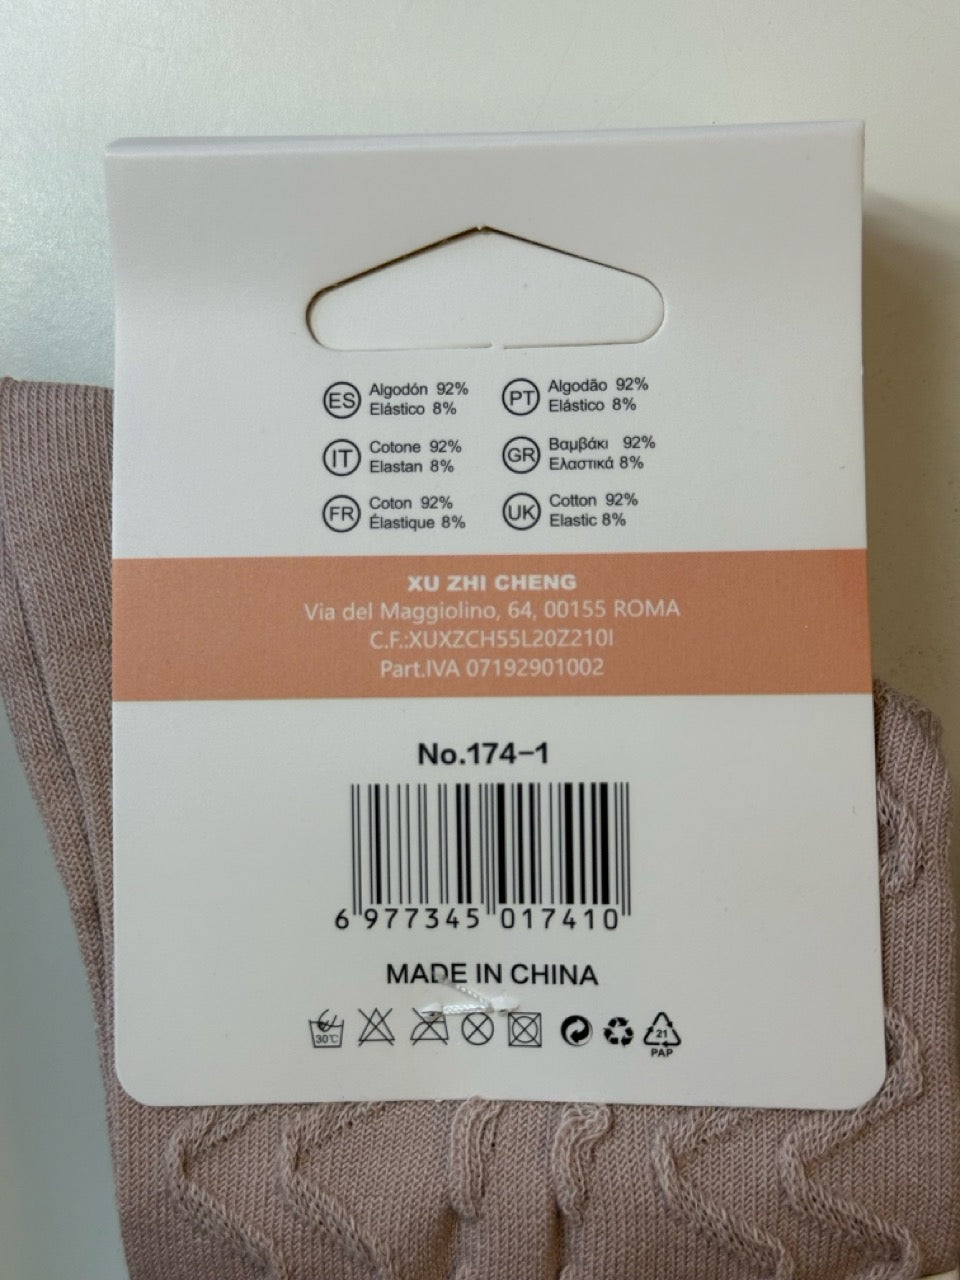 ES Algodón 92%
Elástico 8%
PT Algodão 92%
Elástico 8%
IT Cotone 92%
Elastan 8%
GR Βαμβάκι 92%
Ελαστικά 8%
FR Coton 92%
Élastique 8%
UK Cotton 92%
Elastic 8%
XU ZHI CHENG
Via del Maggiolino, 64, 00155 ROMA
C.F.:XUXZCH55L20Z210I
Part.IVA 07192901002
No.174-1
6 977345 017410
MADE IN CHINA
30℃
21
PAP